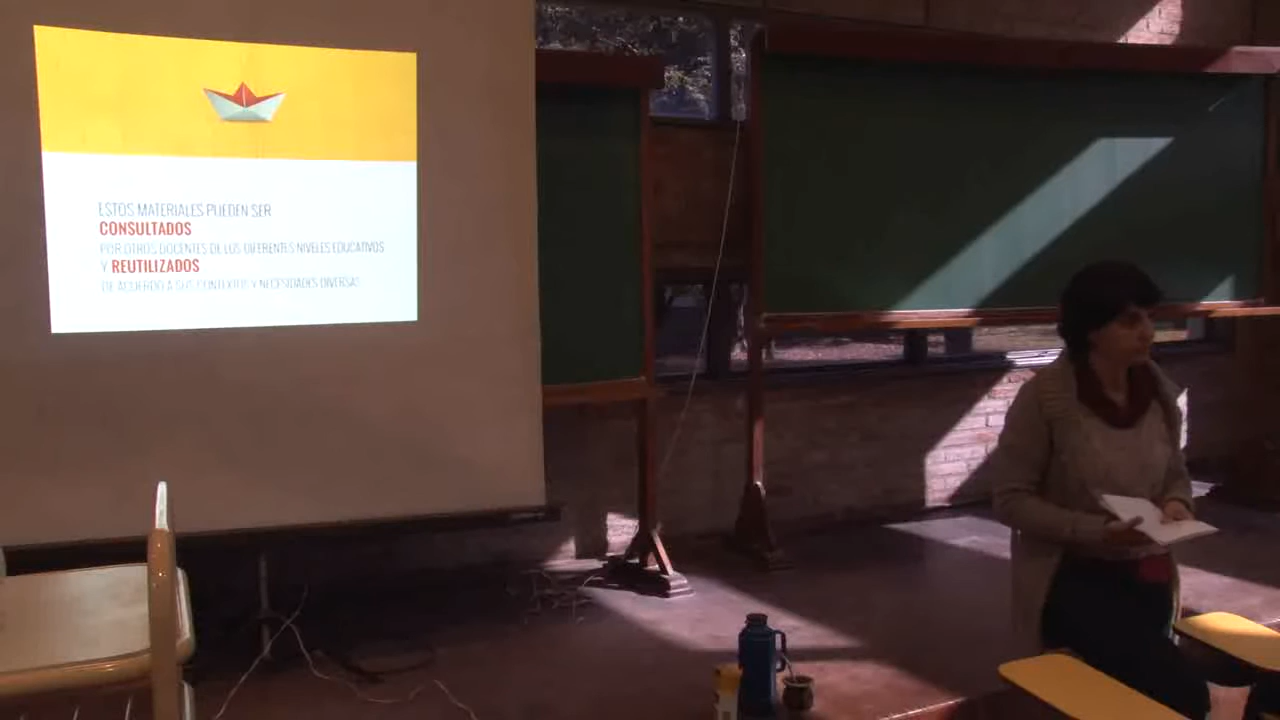 ESTOS MATERIALES PUEDEN SER
CONSULTADOS
POR OTROS DOCENTES DE LOS DIFERENTES NIVELES EDUCATIVOS
Y REUTILIZADOS
DE ACUERDO A SUS CONTEXTOS Y NECESIDADES DIVERSAS